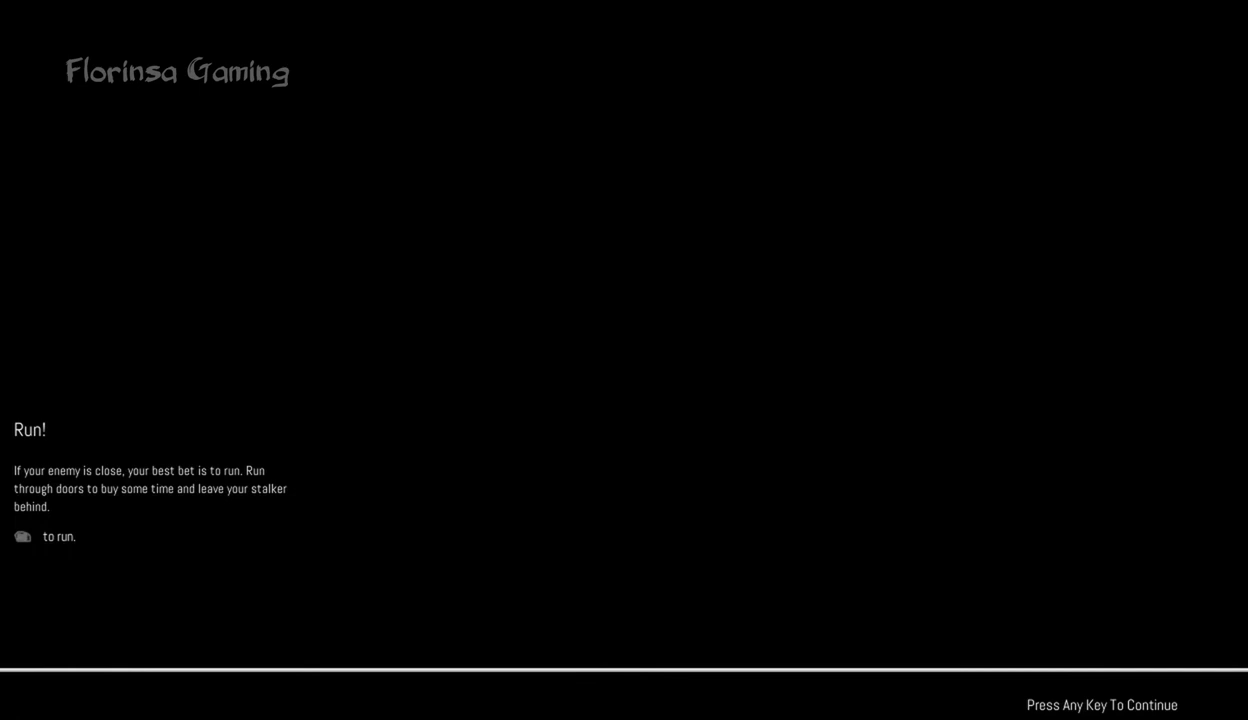 Florinsa Gaming
Run!
If your enemy is close, your best bet is to run. Run
through doors to buy some time and leave your stalker
behind.
to run.
Press Any Key To Continue